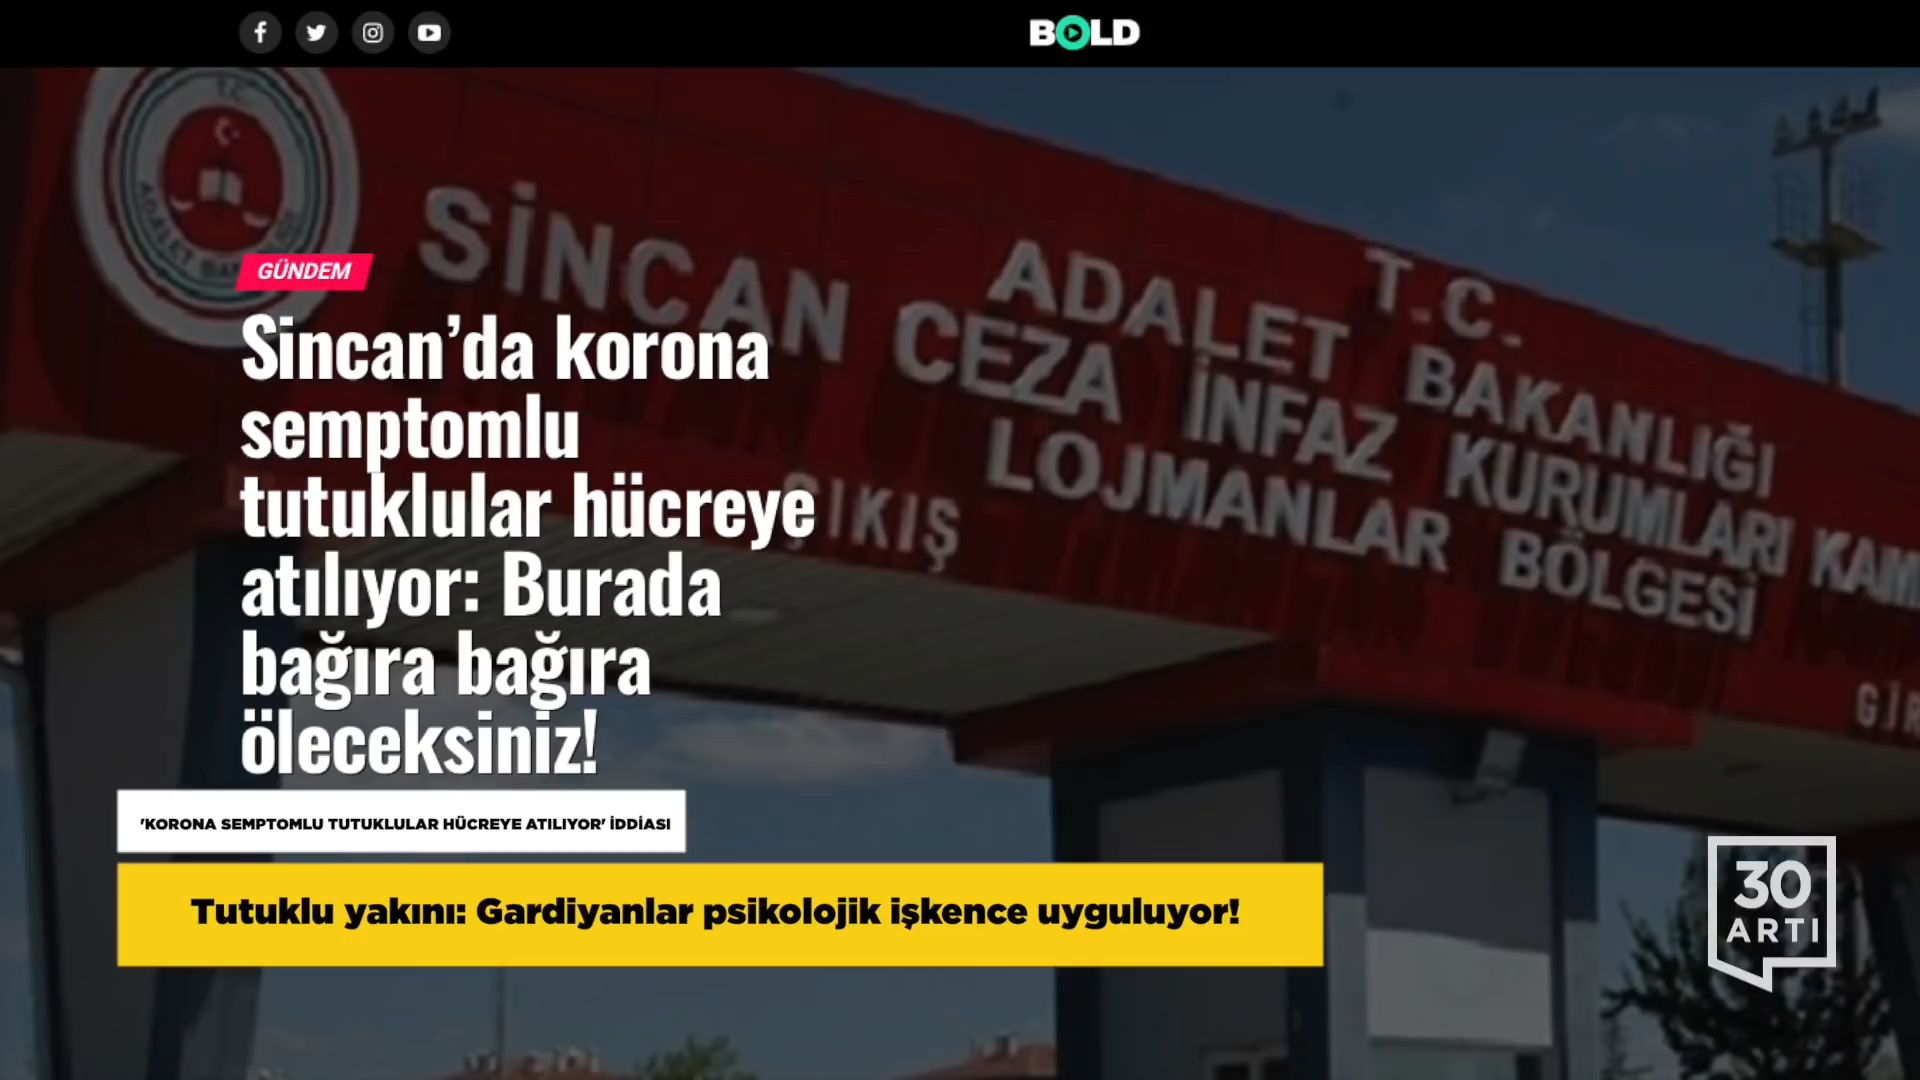 BOLD
T.C.
ADALET BAKANLIĞI
SİNCAN CEZA İNFAZ KURUMLARI
LOJMANLAR BÖLGESİ
ÇIKIŞ
GÜNDEM
Sincan’da korona
semptomlu
tutuklular hücreye
atılıyor: Burada
bağıra bağıra
öleceksiniz!
'KORONA SEMPTOMLU TUTUKLULAR HÜCREYE ATILIYOR' İDDİASI
Tutuklu yakını: Gardiyanlar psikolojik işkence uyguluyor!
30
ARTI